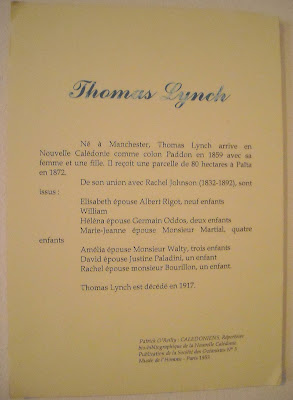 Thomas Lynch
Né à Manchester, Thomas Lynch arrive en
Nouvelle Calédonie comme colon Paddon en 1859 avec sa
femme et une fille. Il reçoit une parcelle de 80 hectares à Païta
en 1872.
De son union avec Rachel Johnson (1832-1892), sont
issus :
Elisabeth épouse Albert Rigot, neuf enfants
William
Héléna épouse Germain Oddos, deux enfants
Marie-Jeanne épouse Monsieur Martial, quatre
enfants
Amélia épouse Monsieur Walty, trois enfants
David épouse Justine Paladini, un enfant
Rachel épouse monsieur Bourillon, un enfant.
Thomas Lynch est décédé en 1917.
Patrick O'Reilly - CALEDONIENS, Répertoire
bio-bibliographique de la Nouvelle Calédonie
Publication de la Société des Océanistes N° 3
Musée de l'Homme - Paris